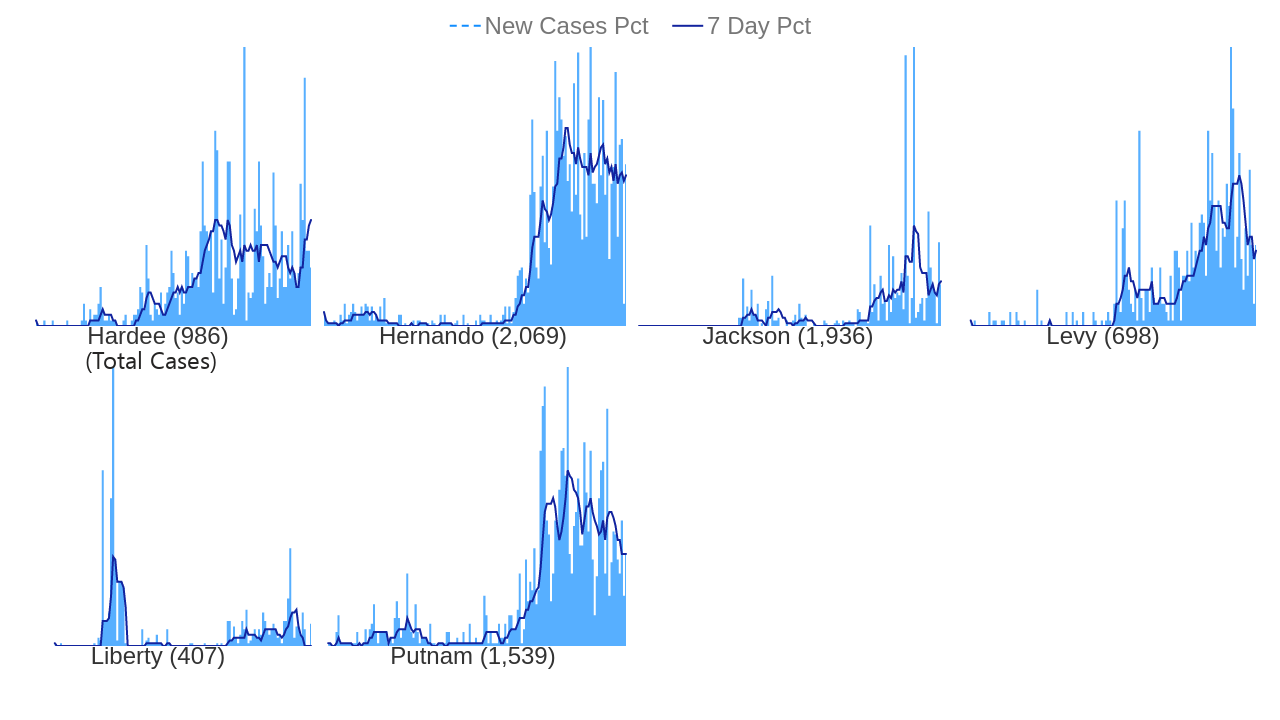 New Cases Pct 7 Day Pct
Hardee (986) Hernando (2,069) Jackson (1,936) Levy (698)
(Total Cases)
Liberty (407) Putnam (1,539)